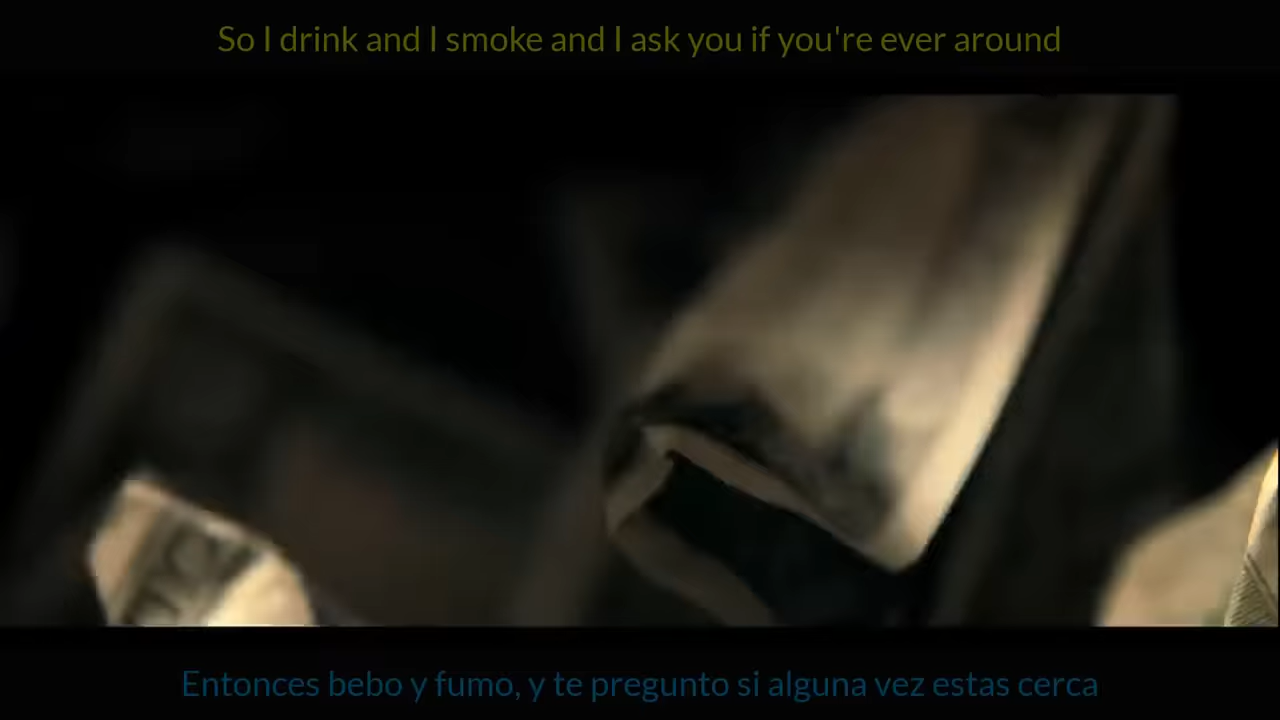 So I drink and I smoke and I ask you if you're ever around
Entonces bebo y fumo, y te pregunto si alguna vez estas cerca